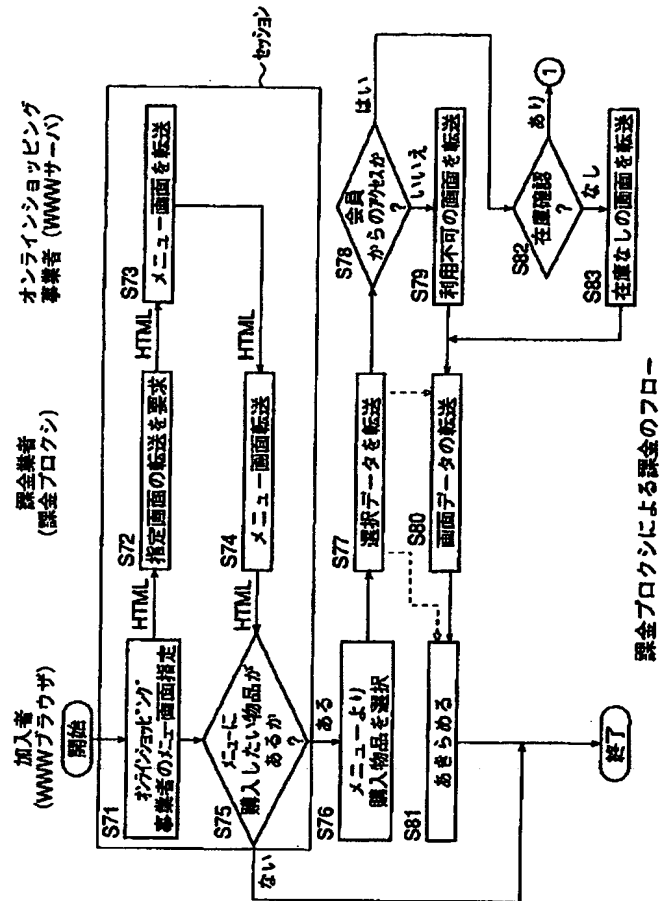 加入者
(WWWブラウザ)
課金業者
(課金プロクシ)
オンラインショッピング
事業者 (WWWサーバ)
開始
セッション
S71
オンラインショッピング
事業者のメニュー画面指定
HTML
S72
指定画面の転送を要求
HTML
S73
メニュー画面を転送
HTML
S74
メニュー画面転送
HTML
S75
メニューに
購入したい物品が
あるか
?
ない
ある
S76
メニューより
購入物品を選択
S77
選択データを転送
S78
会員
からのアクセスか
?
はい
いいえ
S79
利用不可の画面を転送
S80
画面データの転送
S81
あきらめる
S82
在庫確認
?
あり
1
なし
S83
在庫なしの画面を転送
終了
課金プロクシによる課金のフロー